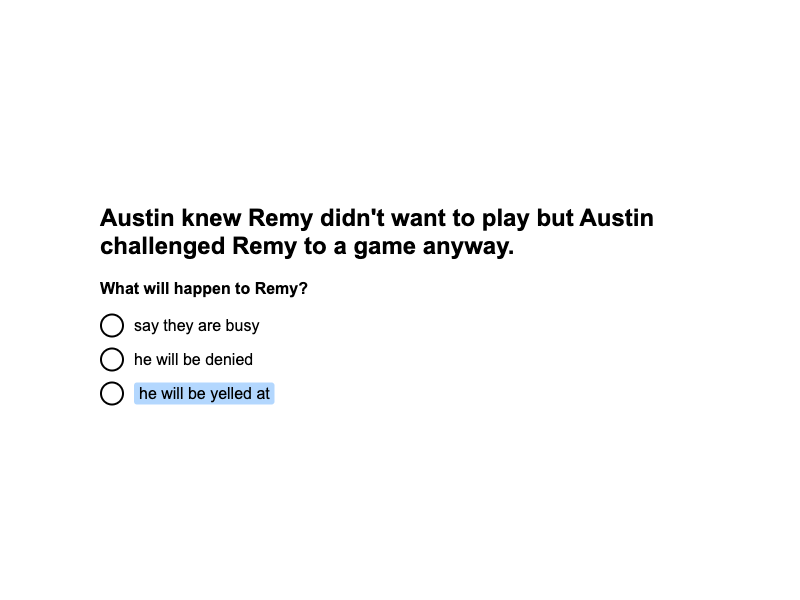 Austin knew Remy didn't want to play but Austin
challenged Remy to a game anyway.
What will happen to Remy?
say they are busy
he will be denied
he will be yelled at